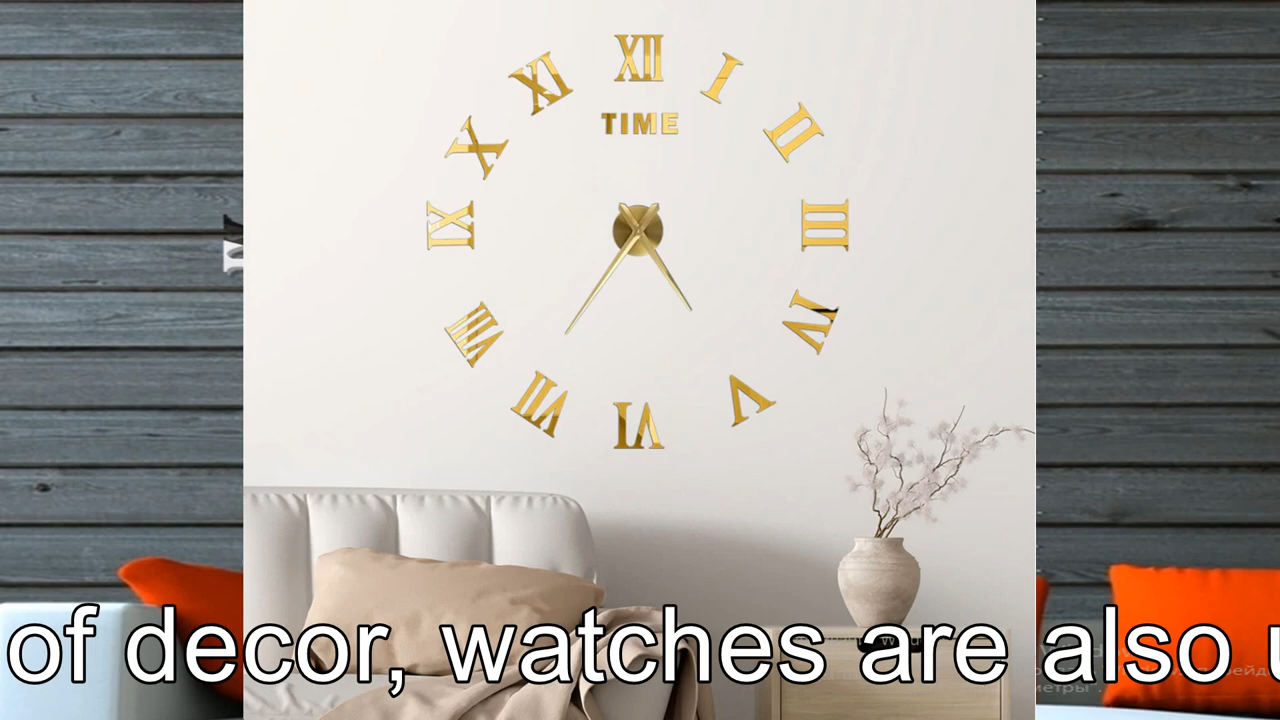 XII
XI
I
TIME
II
X
IX
III
IV
VIII
VII
V
VI
of decor, watches are also